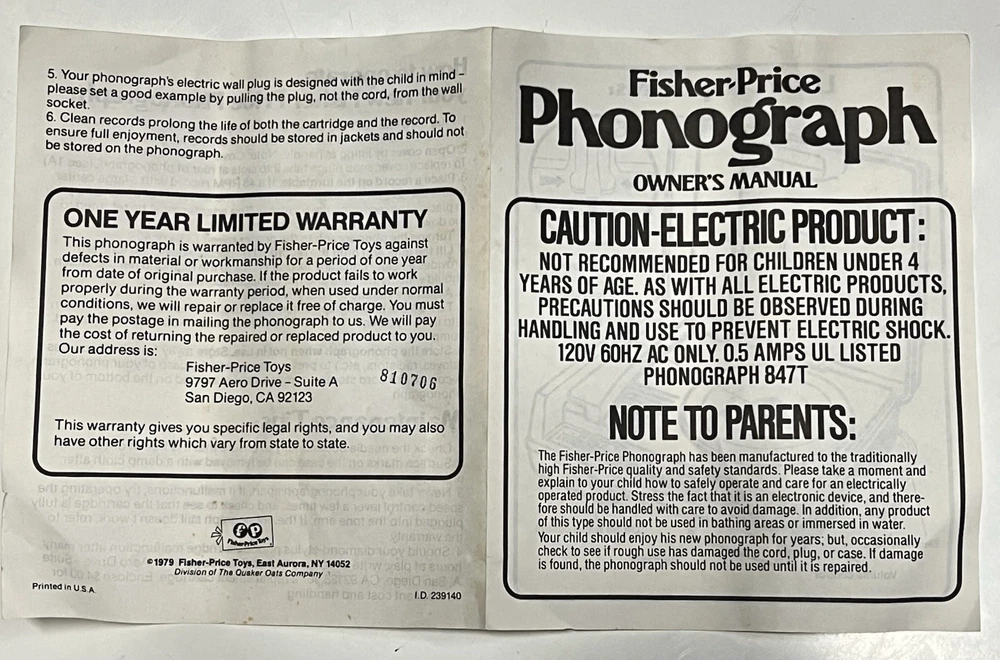 5. Your phonograph's electric wall plug is designed with the child in mind –
please set a good example by pulling the plug, not the cord, from the wall
socket.
6. Clean records prolong the life of both the cartridge and the record. To
ensure full enjoyment, records should be stored in jackets and should not
be stored on the phonograph.
ONE YEAR LIMITED WARRANTY
This phonograph is warranted by Fisher-Price Toys against
defects in material or workmanship for a period of one year
from date of original purchase. If the product fails to work
properly during the warranty period, when used under normal
conditions, we will repair or replace it free of charge. You must
pay the postage in mailing the phonograph to us. We will pay
the cost of returning the repaired or replaced product to you.
Our address is:
Fisher-Price Toys
9797 Aero Drive – Suite A
San Diego, CA 92123
810706
This warranty gives you specific legal rights, and you may also
have other rights which vary from state to state.
FP
Fisher-Price Toys
©1979 Fisher-Price Toys, East Aurora, NY 14052
Division of The Quaker Oats Company
Printed in U.S.A.
I.D. 239140
Fisher-Price
Phonograph
OWNER'S MANUAL
CAUTION-ELECTRIC PRODUCT:
NOT RECOMMENDED FOR CHILDREN UNDER 4
YEARS OF AGE. AS WITH ALL ELECTRIC PRODUCTS,
PRECAUTIONS SHOULD BE OBSERVED DURING
HANDLING AND USE TO PREVENT ELECTRIC SHOCK.
120V 60HZ AC ONLY. 0.5 AMPS UL LISTED
PHONOGRAPH 847T
NOTE TO PARENTS:
The Fisher-Price Phonograph has been manufactured to the traditionally
high Fisher-Price quality and safety standards. Please take a moment and
explain to your child how to safely operate and care for an electrically
operated product. Stress the fact that it is an electronic device, and there-
fore should be handled with care to avoid damage. In addition, any product
of this type should not be used in bathing areas or immersed in water.
Your child should enjoy his new phonograph for years; but, occasionally
check to see if rough use has damaged the cord, plug, or case. If damage
is found, the phonograph should not be used until it is repaired.